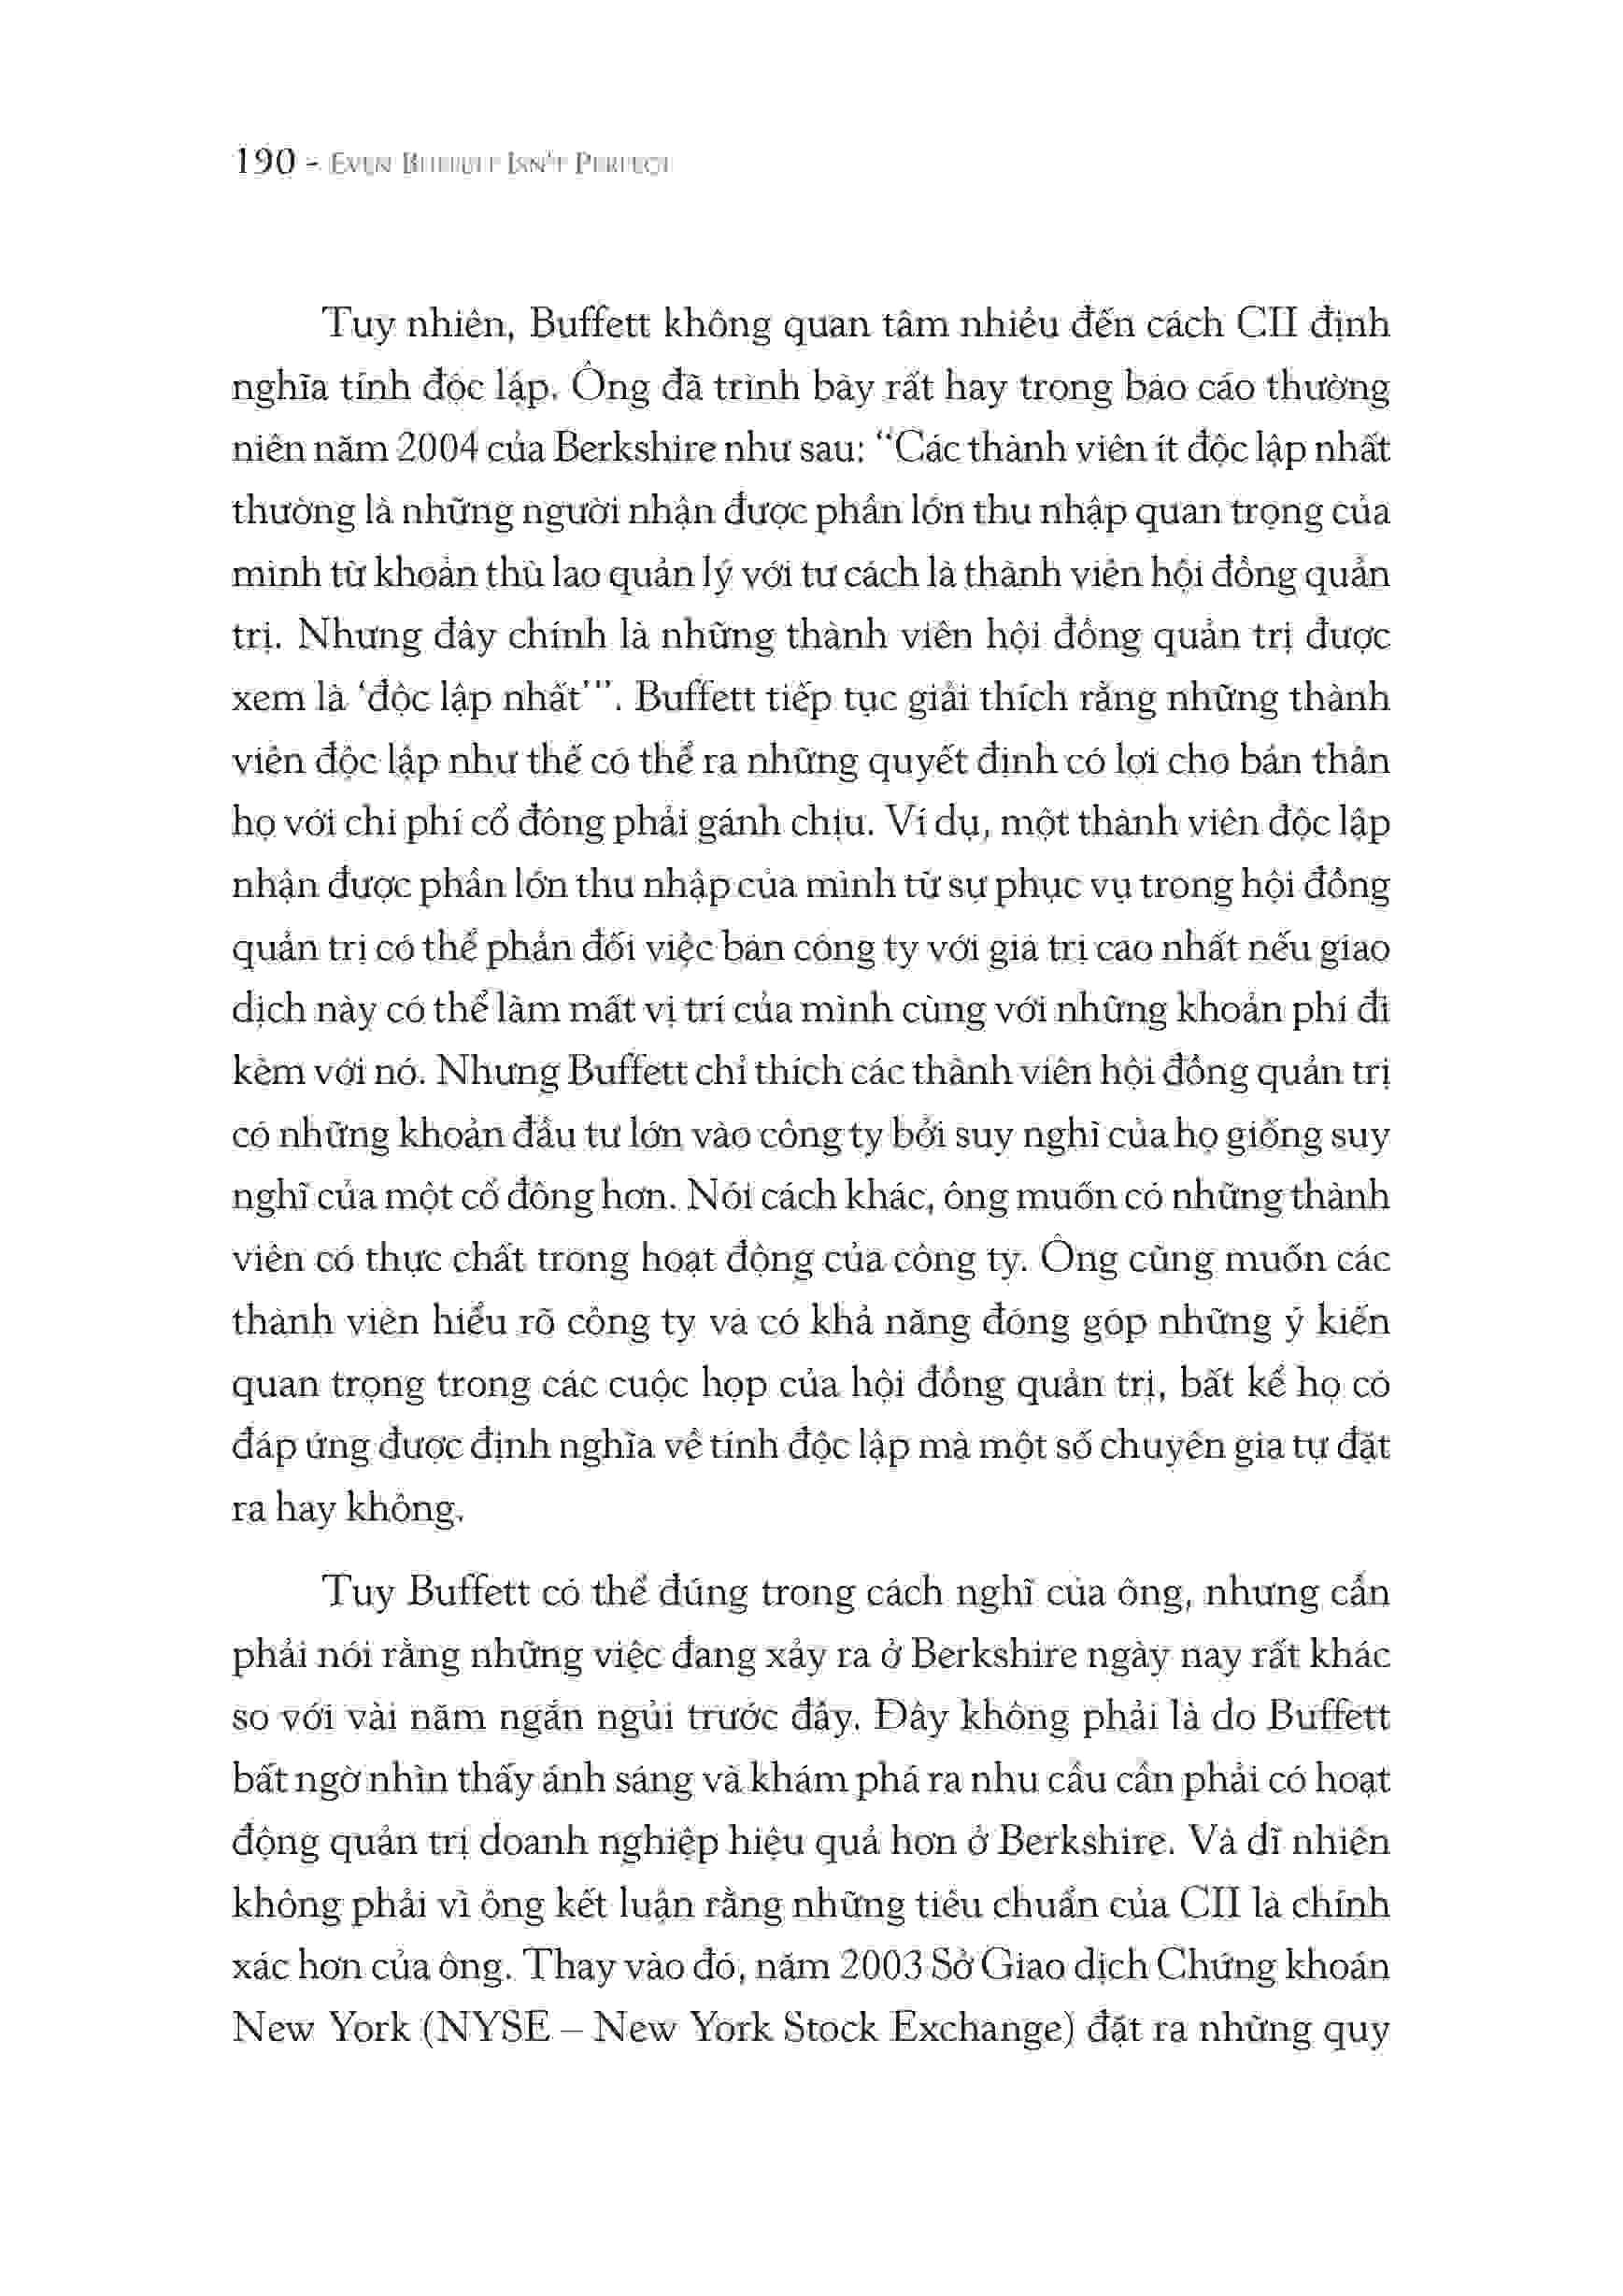 190 - EVEN BUFFETT ISN'T PERFECT
Tuy nhiên, Buffett không quan tâm nhiều đến cách CII định
nghĩa tính độc lập. Ông đã trình bày rất hay trong báo cáo thường
niên năm 2004 của Berkshire như sau: “Các thành viên ít độc lập nhất
thường là những người nhận được phần lớn thu nhập quan trọng của
mình từ khoản thù lao quản lý với tư cách là thành viên hội đồng quản
trị. Nhưng đây chính là những thành viên hội đồng quản trị được
xem là ‘độc lập nhất’”. Buffett tiếp tục giải thích rằng những thành
viên độc lập như thế có thể ra những quyết định có lợi cho bản thân
họ với chi phí cổ đông phải gánh chịu. Ví dụ, một thành viên độc lập
nhận được phần lớn thu nhập của mình từ sự phục vụ trong hội đồng
quản trị có thể phản đối việc bán công ty với giá trị cao nhất nếu giao
dịch này có thể làm mất vị trí của mình cùng với những khoản phí đi
kèm với nó. Nhưng Buffett chỉ thích các thành viên hội đồng quản trị
có những khoản đầu tư lớn vào công ty bởi suy nghĩ của họ giống suy
nghĩ của một cổ đông hơn. Nói cách khác, ông muốn có những thành
viên có thực chất trong hoạt động của công ty. Ông cũng muốn các
thành viên hiểu rõ công ty và có khả năng đóng góp những ý kiến
quan trọng trong các cuộc họp của hội đồng quản trị, bất kể họ có
đáp ứng được định nghĩa về tính độc lập mà một số chuyên gia tự đặt
ra hay không.
Tuy Buffett có thể đúng trong cách nghĩ của ông, nhưng cần
phải nói rằng những việc đang xảy ra ở Berkshire ngày nay rất khác
so với vài năm ngắn ngủi trước đây. Đây không phải là do Buffett
bất ngờ nhìn thấy ánh sáng và khám phá ra nhu cầu cần phải có hoạt
động quản trị doanh nghiệp hiệu quả hơn ở Berkshire. Và dĩ nhiên
không phải vì ông kết luận rằng những tiêu chuẩn của CII là chính
xác hơn của ông. Thay vào đó, năm 2003 Sở Giao dịch Chứng khoán
New York (NYSE – New York Stock Exchange) đặt ra những quy